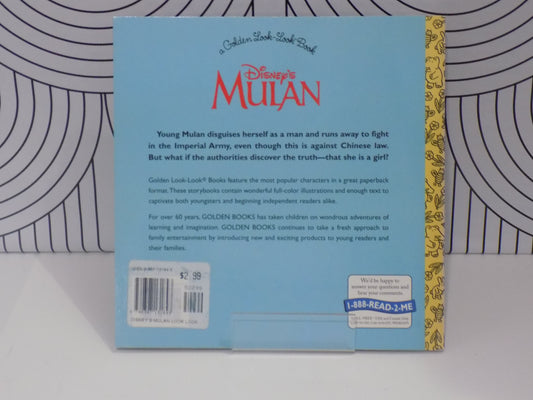 a Golden Look-Look Book
DISNEY'S
MULAN
Young Mulan disguises herself as a man and runs away to fight
in the Imperial Army, even though this is against Chinese law.
But what if the authorities discover the truth—that she is a girl?
Golden Look-Look® Books feature the most popular characters in a great paperback
format. These storybooks contain wonderful full-color illustrations and enough text to
captivate both youngsters and beginning independent readers alike.
For over 60 years, GOLDEN BOOKS has taken children on wondrous adventures of
learning and imagination. GOLDEN BOOKS continues to take a fresh approach to
family entertainment by introducing new and exciting products to young readers and
their families.
$2.99
DISNEY'S MULAN LOOK LOOK
We'd be happy to
answer your questions and
hear your comments.
1-888-READ-2-ME